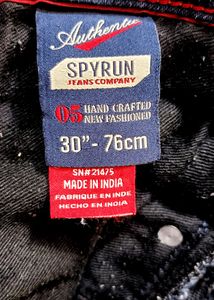 Authentic
SPYRUN
JEANS COMPANY
05 HAND CRAFTED
NEW FASHIONED
30"- 76cm
SN#21475
MADE IN INDIA
FABRIQUE EN INDE
HECHO EN INDIA